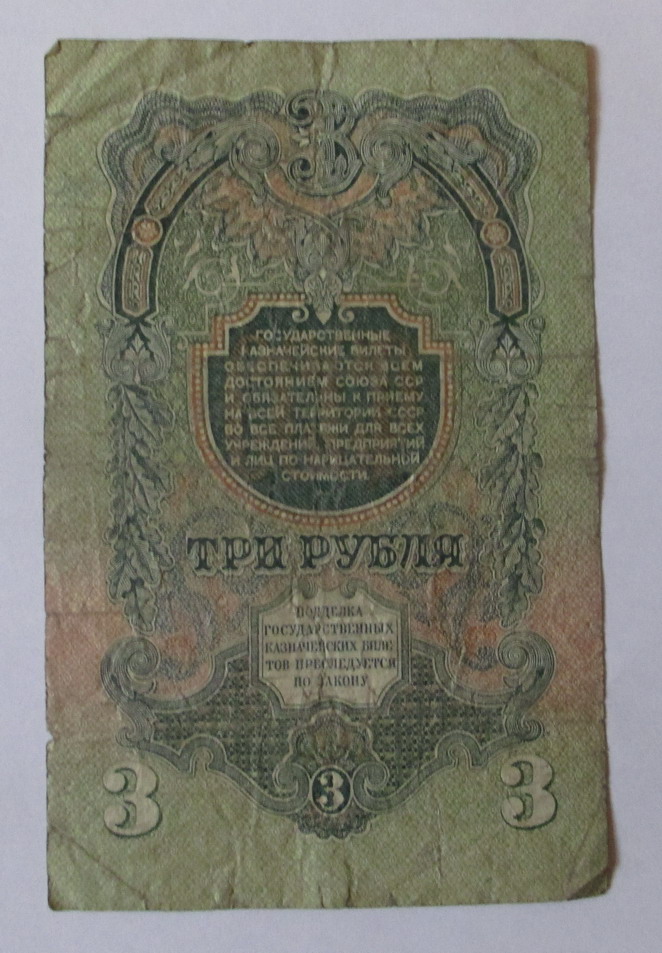 3
ГОСУДАРСТВЕННЫЕ
КАЗНАЧЕЙСКИЕ БИЛЕТЫ
ОБЕСПЕЧИВАЮТСЯ ВСЕМ
ДОСТОЯНИЕМ СОЮЗА ССР
И ОБЯЗАТЕЛЬНЫ К ПРИЕМУ
НА ВСЕЙ ТЕРРИТОРИИ СССР
ВО ВСЕ ПЛАТЕЖИ ДЛЯ ВСЕХ
УЧРЕЖДЕНИЙ, ПРЕДПРИЯТИЙ
И ЛИЦ ПО НАРИЦАТЕЛЬНОЙ
СТОИМОСТИ.
ТРИ РУБЛЯ
ПОДДЕЛКА
ГОСУДАРСТВЕННЫХ
КАЗНАЧЕЙСКИХ БИЛЕ
ТОВ ПРЕСЛЕДУЕТСЯ
ПО ЗАКОНУ
3 3 3